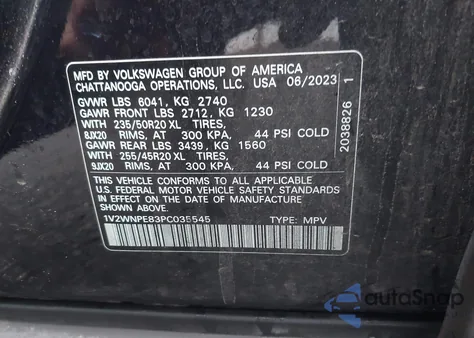 MFD BY VOLKSWAGEN GROUP OF AMERICA
CHATTANOOGA OPERATIONS, LLC. USA 06/2023
GVWR LBS 6041, KG 2740
GAWR FRONT LBS 2712, KG 1230
WITH 235/50R20 XL TIRES,
8JX20 RIMS, AT 300 KPA, 44 PSI COLD
GAWR REAR LBS 3439, KG 1560
WITH 255/45R20 XL TIRES,
9JX20 RIMS, AT 300 KPA, 44 PSI COLD
THIS VEHICLE CONFORMS TO ALL APPLICABLE
U.S. FEDERAL MOTOR VEHICLE SAFETY STANDARDS
IN EFFECT ON THE DATE OF MANUFACTURE
SHOWN ABOVE.
1V2WNPE83PC035545 TYPE: MPV
2038826 1
autoSnap